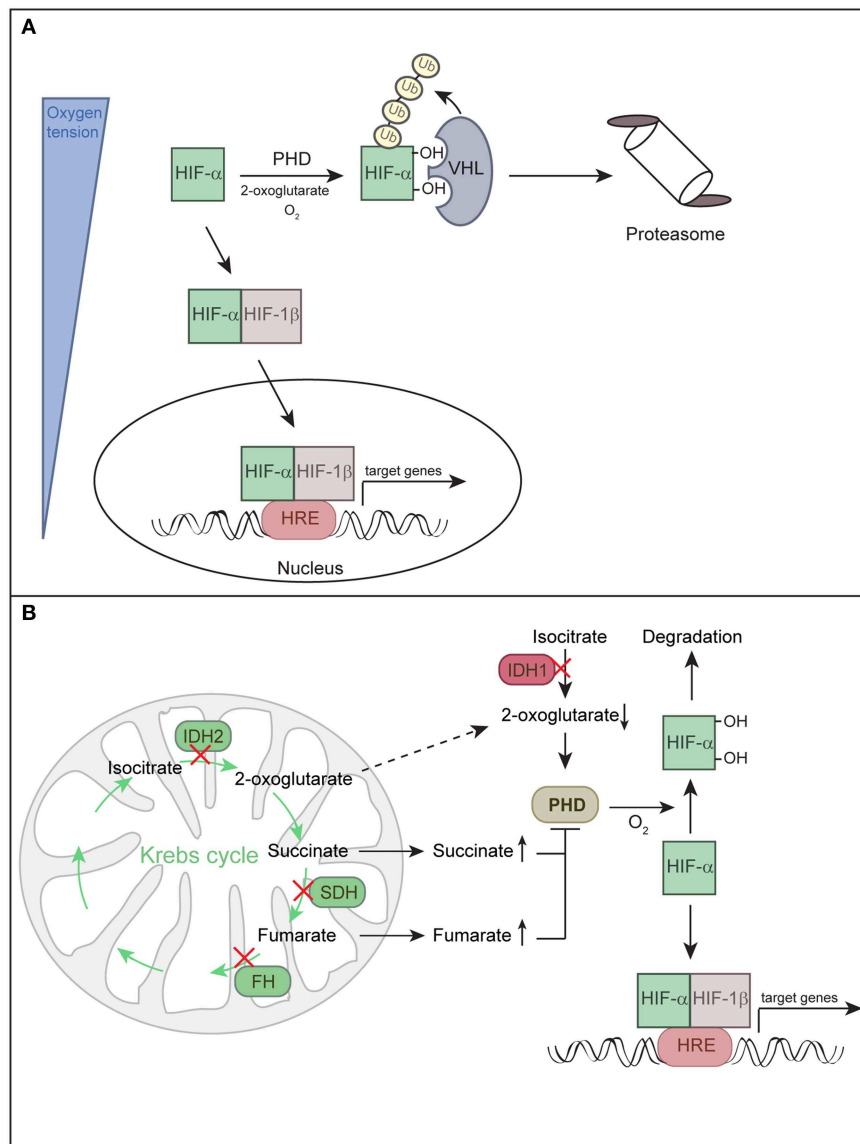 A
Oxygen
tension
Ub
Ub
Ub
Ub
HIF-α
PHD
2-oxoglutarate
O₂
HIF-α
OH
OH
VHL
Proteasome
HIF-α
HIF-1β
HIF-α
HIF-1β
target genes
HRE
Nucleus
B
Isocitrate
Degradation
IDH1
IDH2
2-oxoglutarate
OH
HIF-α
OH
Isocitrate
2-oxoglutarate
PHD
O₂
Krebs cycle
Succinate
Succinate
HIF-α
SDH
Fumarate
Fumarate
FH
HIF-α
HIF-1β
target genes
HRE